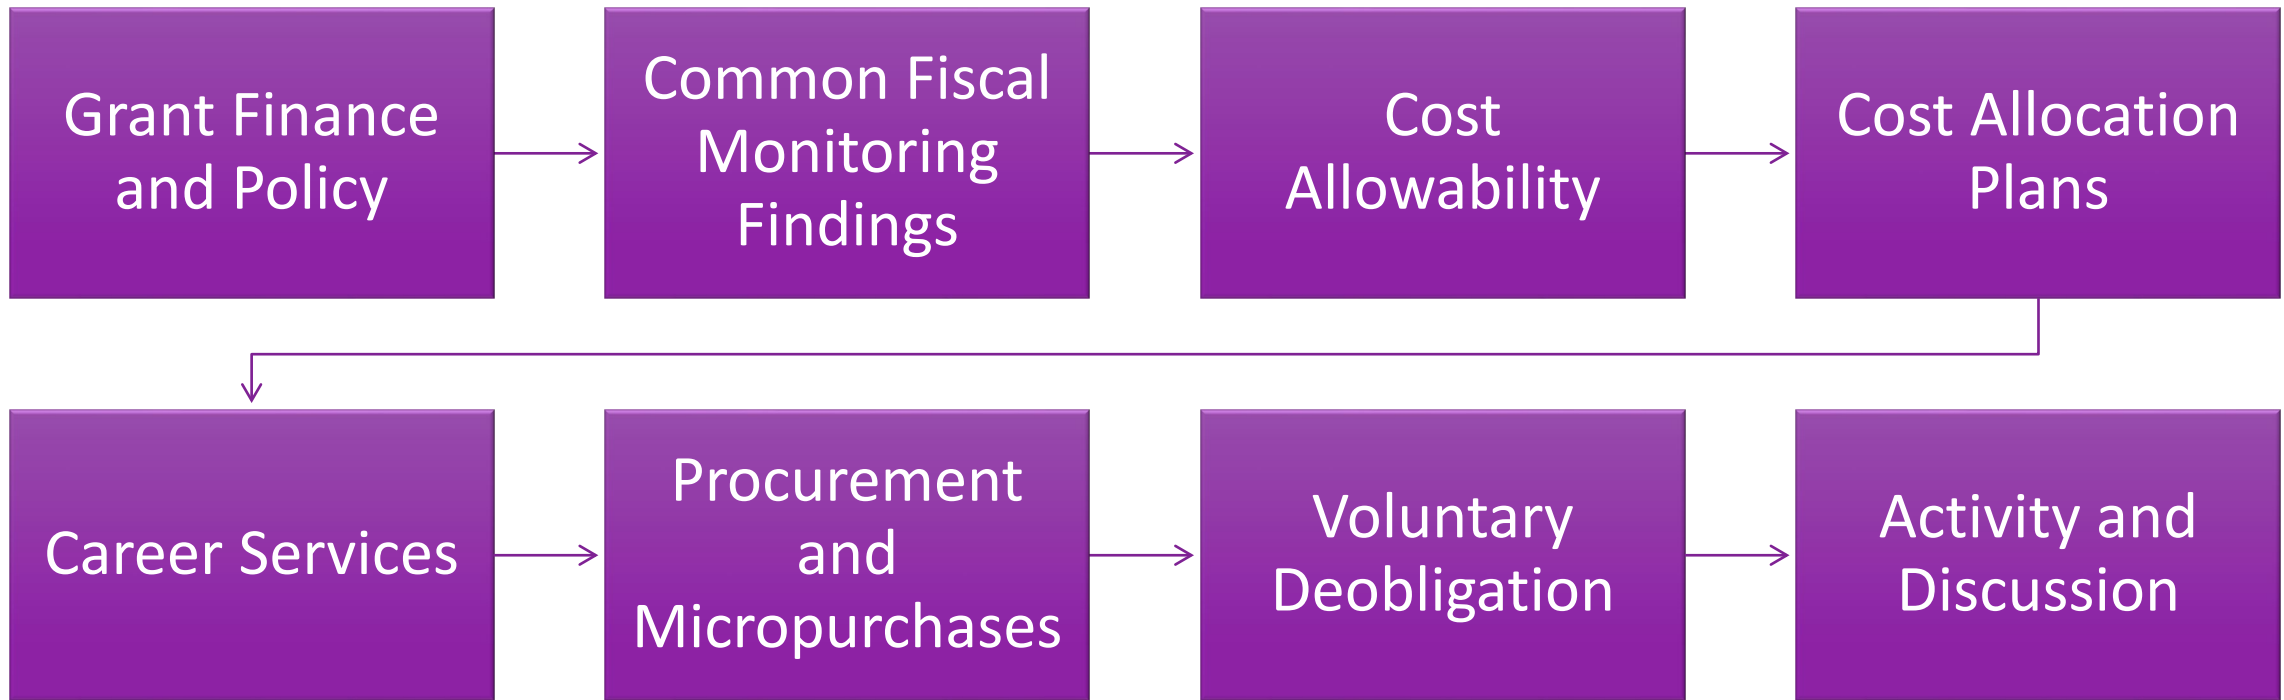 Grant Finance
and Policy
Common Fiscal
Monitoring
Findings
Cost
Allowability
Cost Allocation
Plans
Career Services
Procurement
and
Micropurchases
Voluntary
Deobligation
Activity and
Discussion